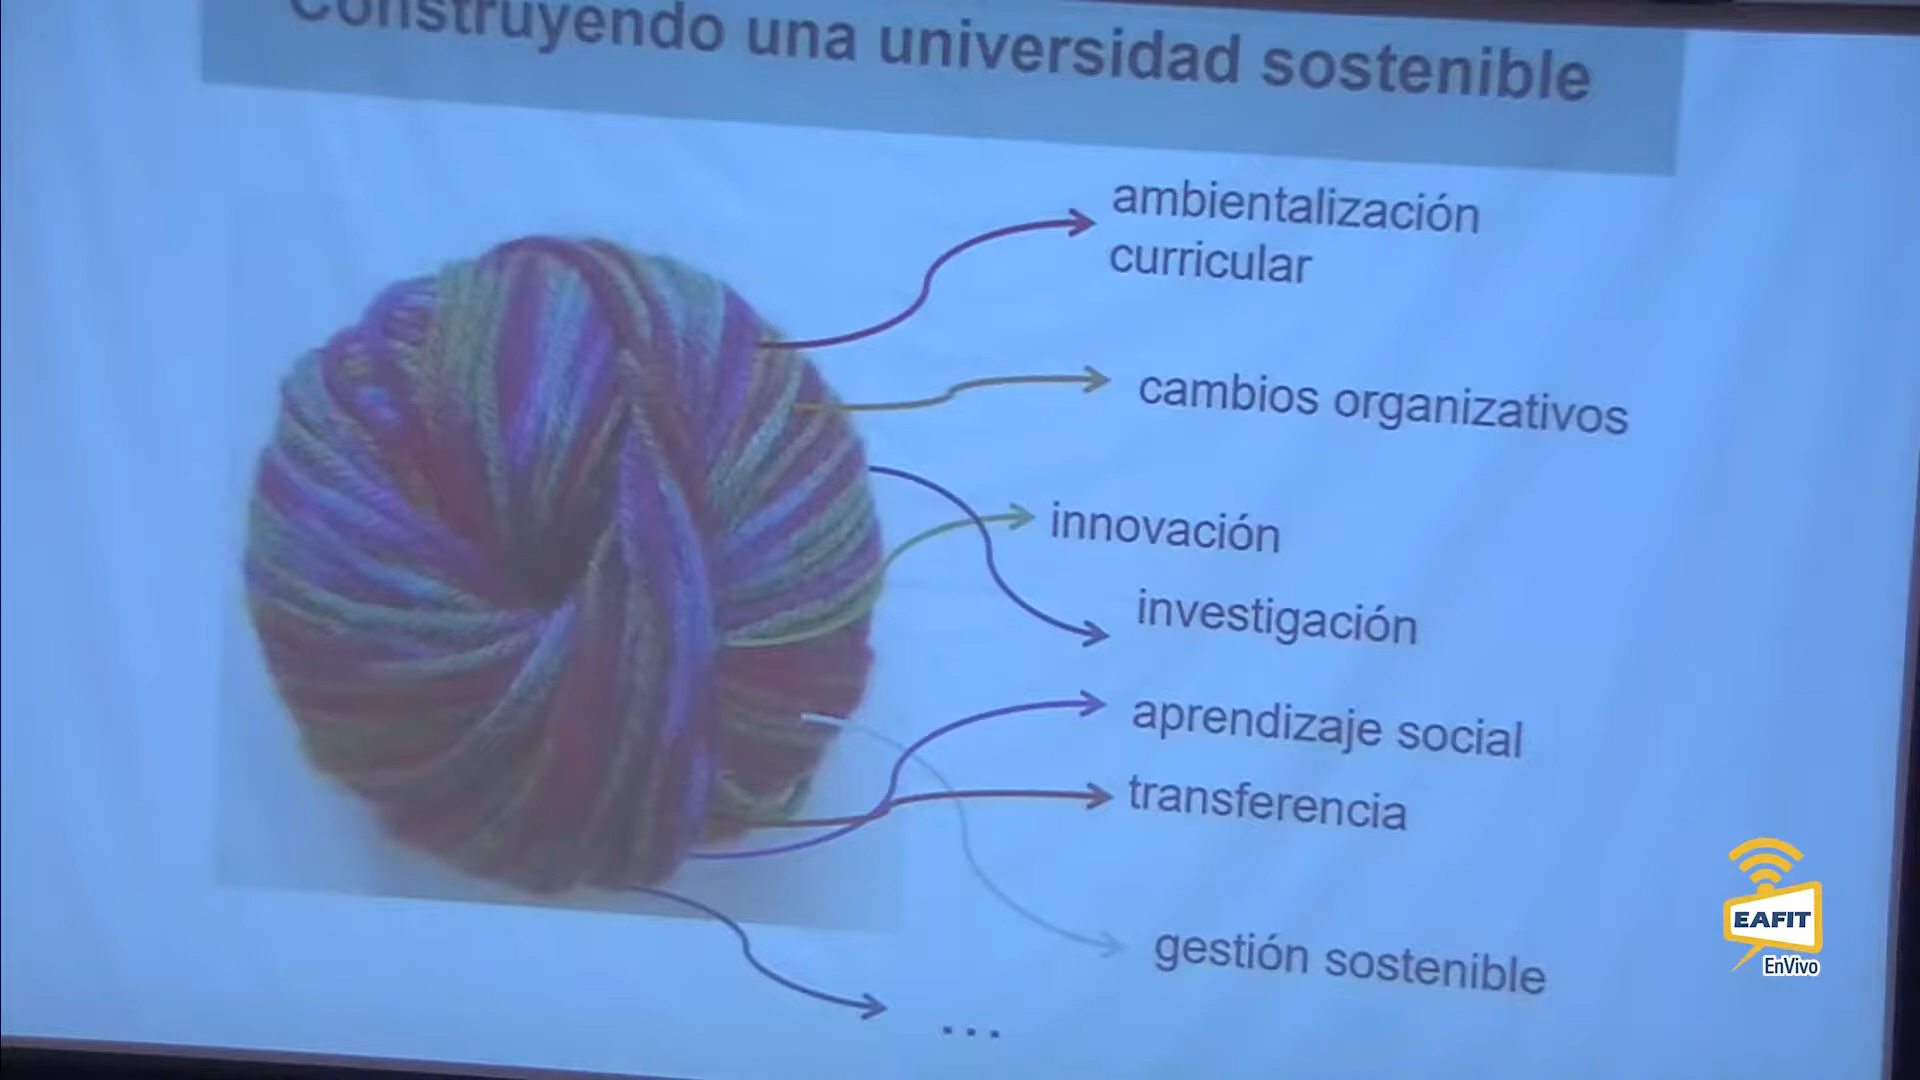 Construyendo una universidad sostenible
ambientalización
curricular
cambios organizativos
innovación
investigación
aprendizaje social
transferencia
gestión sostenible
...
EAFIT
EnVivo